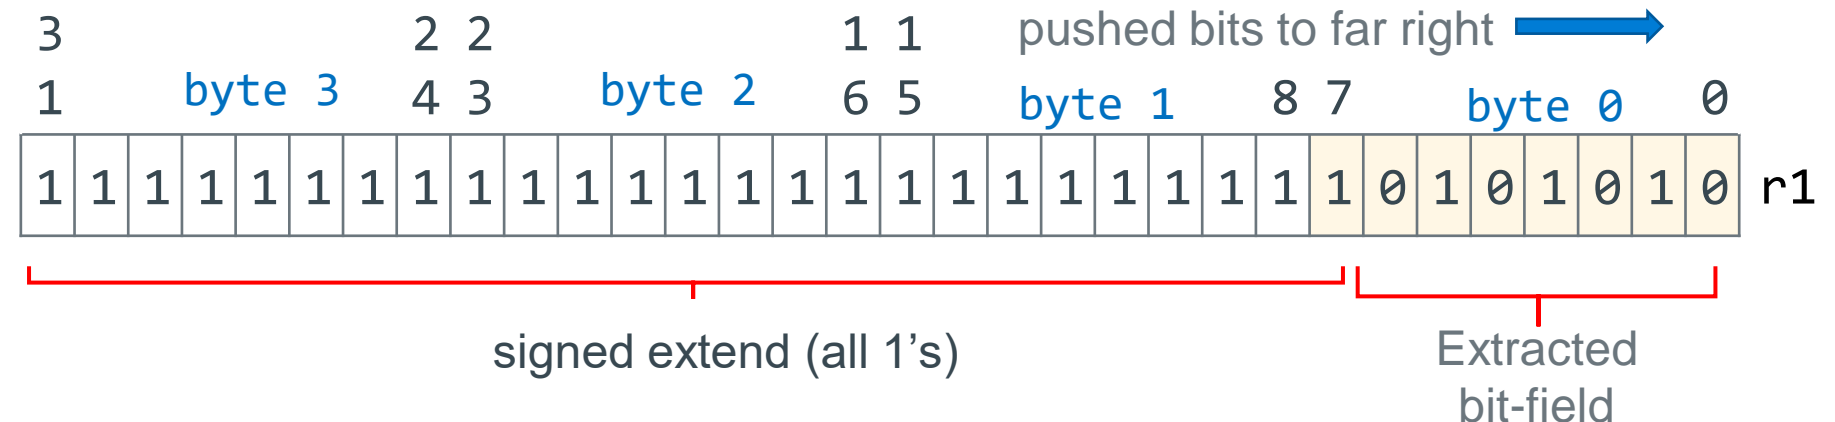 3 2 2 1 1 pushed bits to far right
1 byte 3 4 3 byte 2 6 5 byte 1 8 7 byte 0 0
1 1 1 1 1 1 1 1 1 1 1 1 1 1 1 1 1 1 1 1 1 1 1 1 1 0 1 0 1 0 1 0 r1
signed extend (all 1’s) Extracted
bit-field